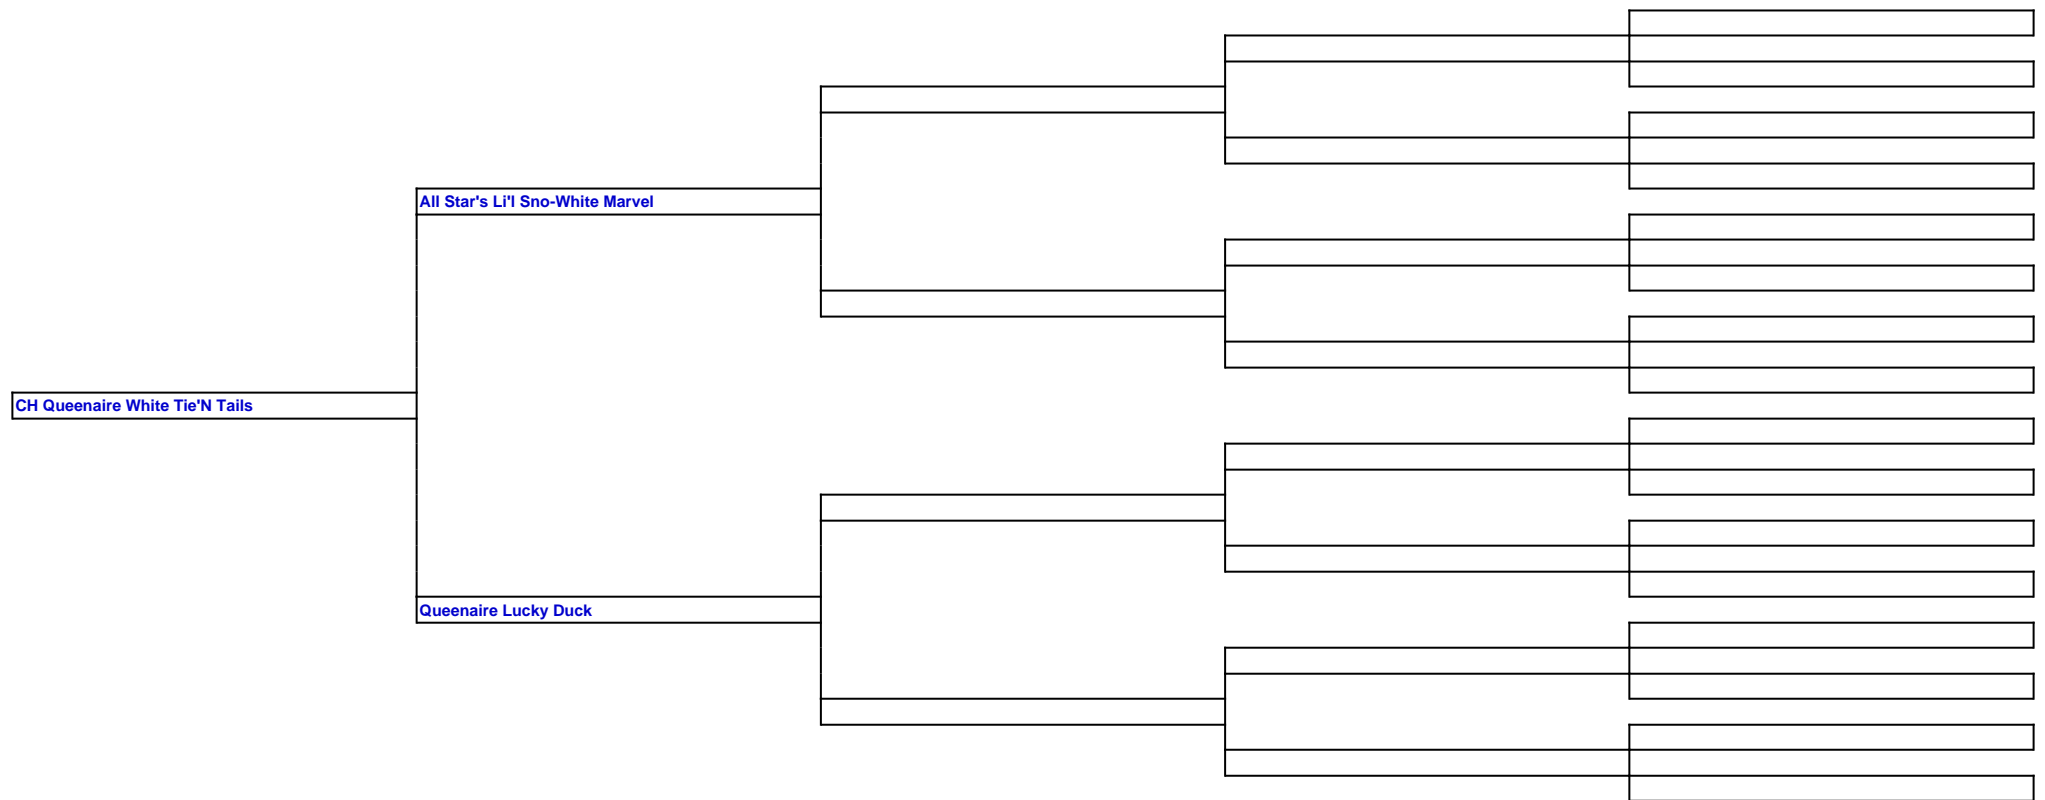 All Star's Li'l Sno-White Marvel
CH Queenaire White Tie'N Tails
Queenaire Lucky Duck